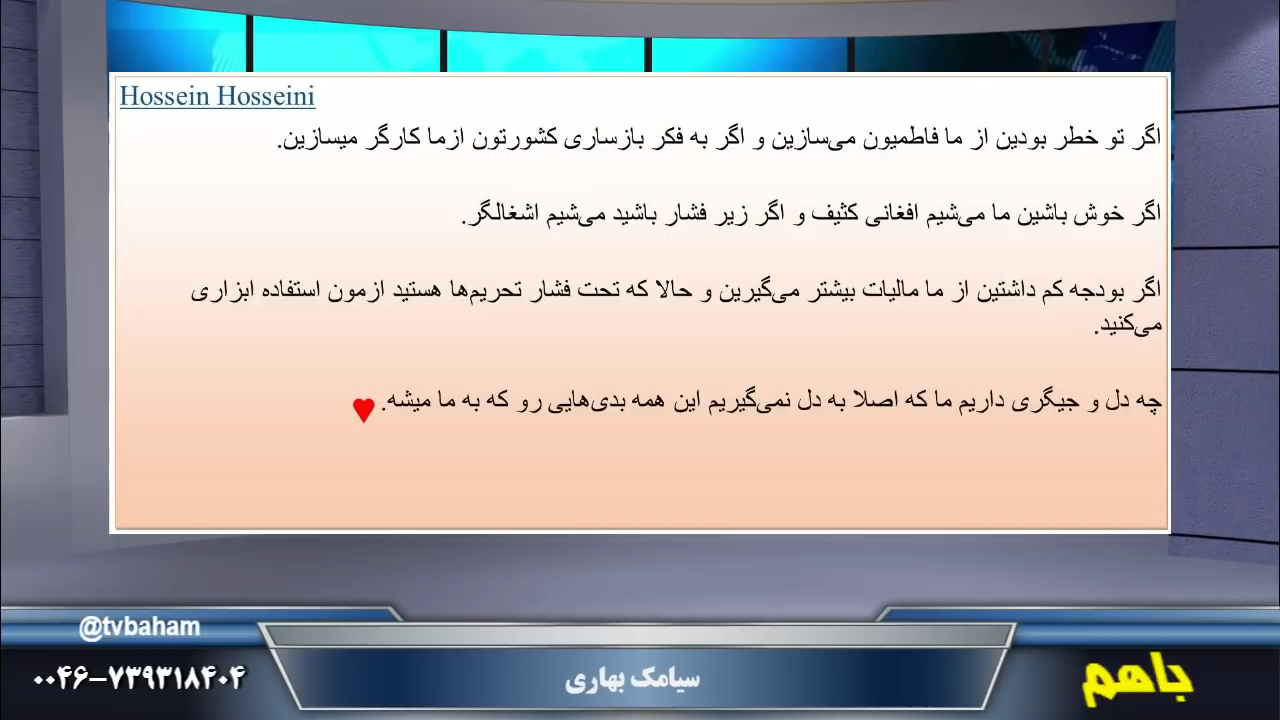 Hossein Hosseini
اگر تو خطر بودین از ما فاطمیون می‌سازین و اگر به فکر بازساری کشورتون ازما کارگر میسازین.
اگر خوش باشین ما می‌شیم افغانی کثیف و اگر زیر فشار باشید می‌شیم اشغالگر.
اگر بودجه کم داشتین از ما مالیات بیشتر می‌گیرین و حالا که تحت فشار تحریم‌ها هستید ازمون استفاده ابزاری
می‌کنید.
چه دل و جیگری داریم ما که اصلا به دل نمی‌گیریم این همه بدی‌هایی رو که به ما میشه. ♥
@tvbaham
۰۰۴۶-۷۳۹۳۱۸۴۰۴
سیامک بهاری
باهم